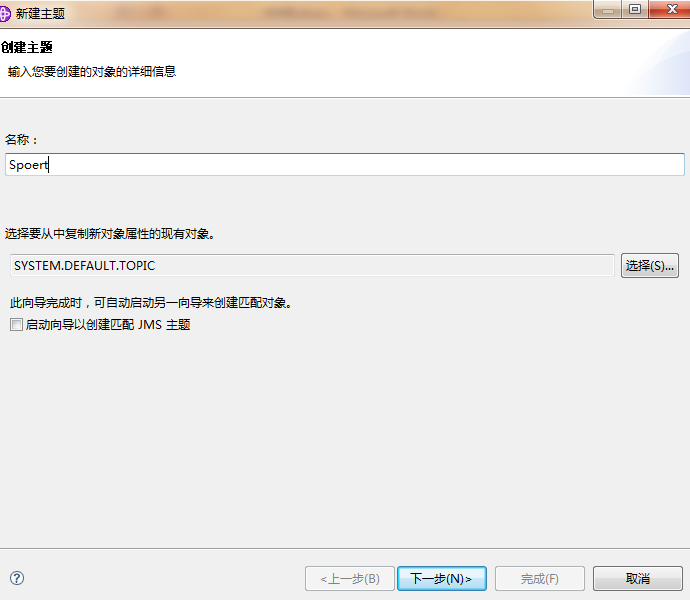 新建主题
创建主题
输入您要创建的对象的详细信息
名称：
Spoert
选择要从中复制新对象属性的现有对象。
SYSTEM.DEFAULT.TOPIC
选择(S)...
此向导完成时，可自动启动另一向导来创建匹配对象。
启动向导以创建匹配 JMS 主题
<上一步(B)
下一步(N)>
完成(F)
取消